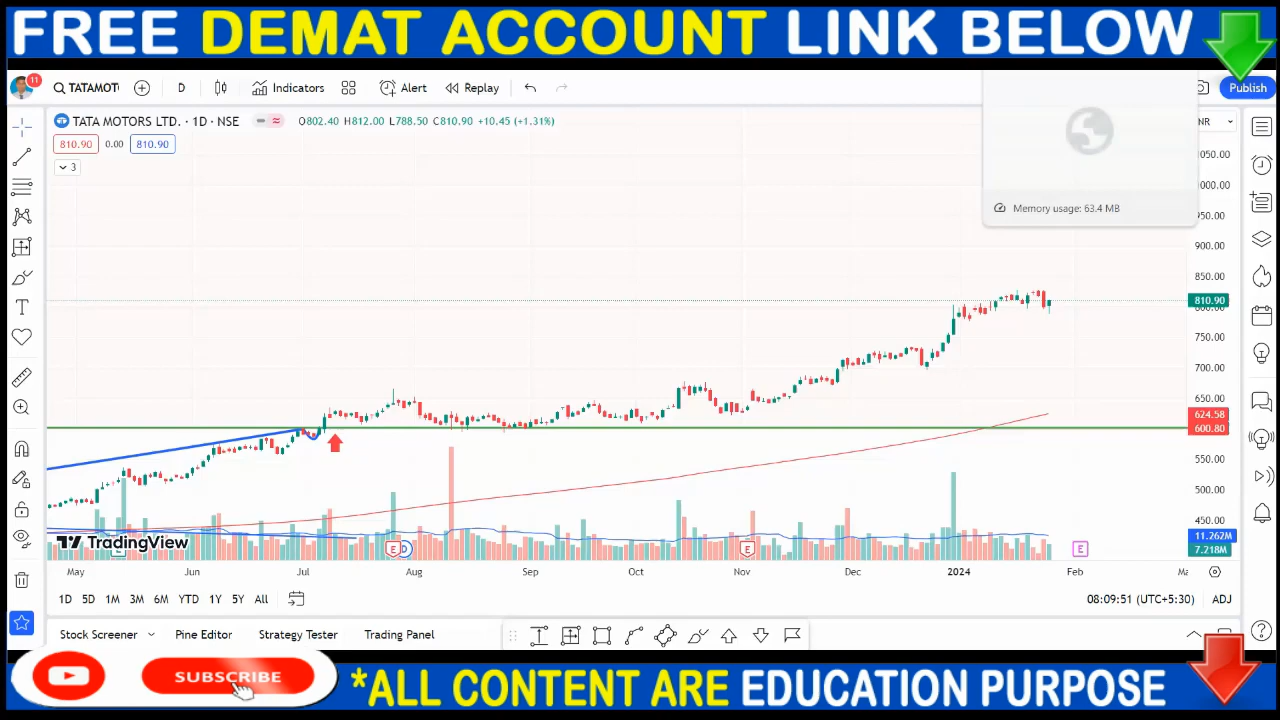 FREE DEMAT ACCOUNT LINK BELOW
11
TATAMOT
D
Indicators
Alert
Replay
Publish
TATA MOTORS LTD. · 1D · NSE
O802.40 H812.00 L788.50 C810.90 +10.45 (+1.31%)
NR
810.90 0.00 810.90
3
Memory usage: 63.4 MB
050.00
000.00
950.00
900.00
850.00
810.90
800.00
750.00
700.00
650.00
624.58
600.80
550.00
500.00
450.00
11.262M
7.218M
TradingView
E
E
D
E
E
May Jun Jul Aug Sep Oct Nov Dec 2024 Feb Ma
1D 5D 1M 3M 6M YTD 1Y 5Y All
08:09:51 (UTC+5:30) ADJ
Stock Screener Pine Editor Strategy Tester Trading Panel
SUBSCRIBE
*ALL CONTENT ARE EDUCATION PURPOSE